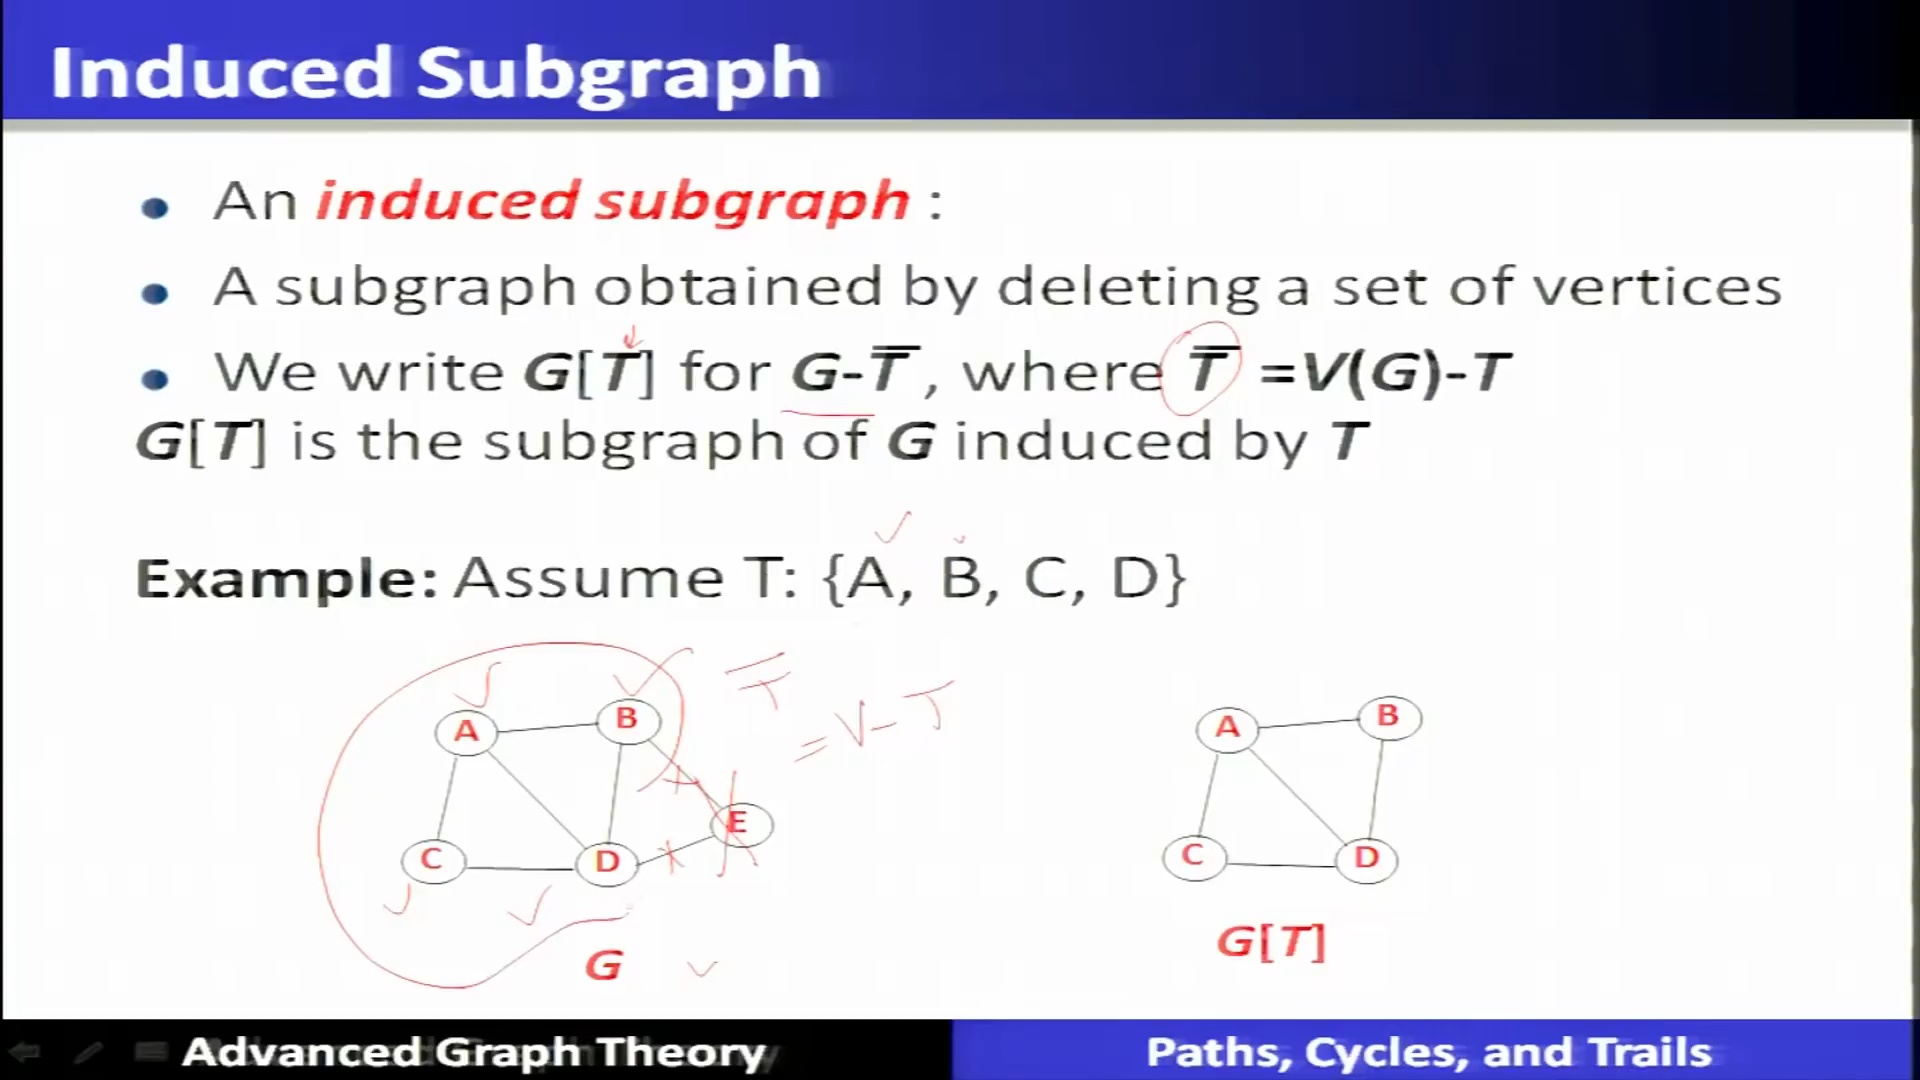 Induced Subgraph
• An induced subgraph :
• A subgraph obtained by deleting a set of vertices
• We write G[T] for G-T̅ , where T̅ =V(G)-T
G[T] is the subgraph of G induced by T
Example: Assume T: {A, B, C, D}
T̅
= V - T
A B
E
C D
G
A B
C D
G[T]
Advanced Graph Theory
Paths, Cycles, and Trails